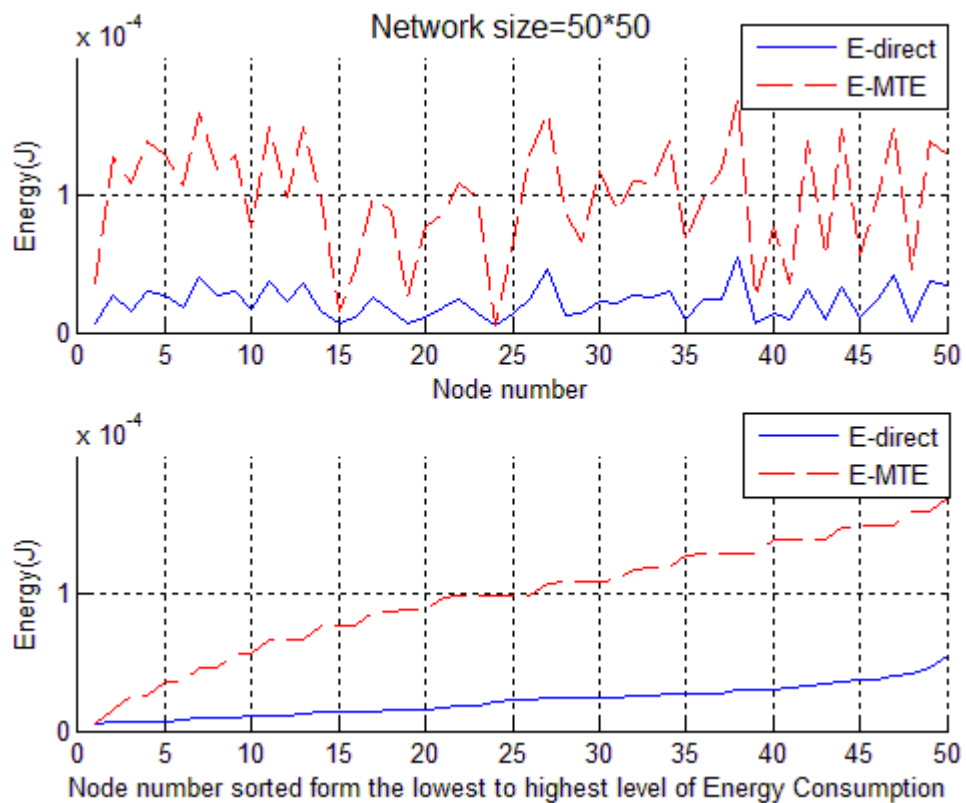 Network size=50*50
x 10-4
E-direct
E-MTE
Energy(J)
1
0
0 5 10 15 20 25 30 35 40 45 50
Node number
x 10-4
E-direct
E-MTE
Energy(J)
1
0
0 5 10 15 20 25 30 35 40 45 50
Node number sorted form the lowest to highest level of Energy Consumption